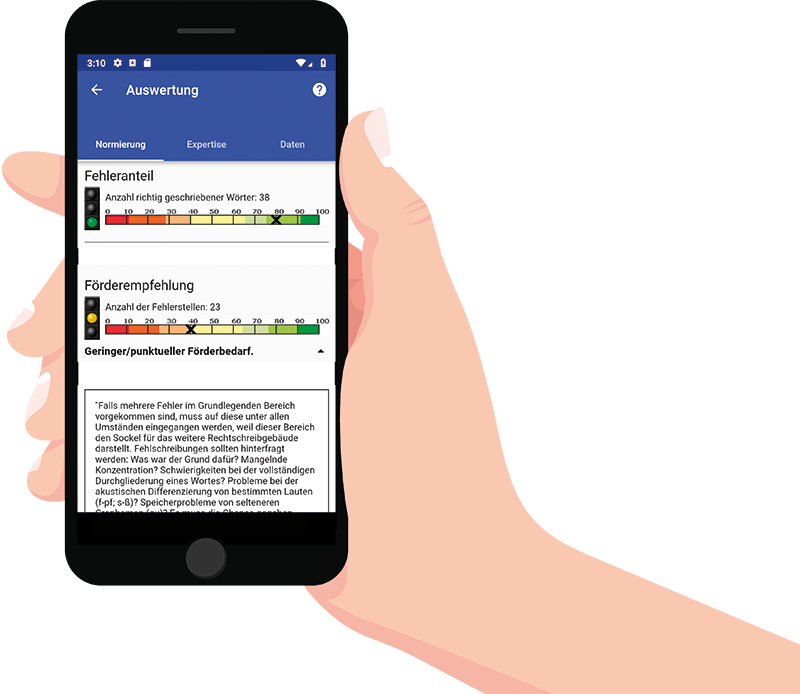 3:10
Auswertung
?
Normierung Expertise Daten
Fehleranteil
Anzahl richtig geschriebener Wörter: 38
0 10 20 30 40 50 60 70 80 90 100
Förderempfehlung
Anzahl der Fehlerstellen: 23
0 10 20 30 40 50 60 70 80 90 100
Geringer/punktueller Förderbedarf.
"Falls mehrere Fehler im Grundlegenden Bereich
vorgekommen sind, muss auf diese unter allen
Umständen eingegangen werden, weil dieser Bereich
den Sockel für das weitere Rechtschreibgebäude
darstellt. Fehlschreibungen sollten hinterfragt
werden: Was war der Grund dafür? Mangelnde
Konzentration? Schwierigkeiten bei der vollständigen
Durchgliederung eines Wortes? Probleme bei der
akustischen Differenzierung von bestimmten Lauten
(f-pf; s-ß)? Speicherprobleme von selteneren